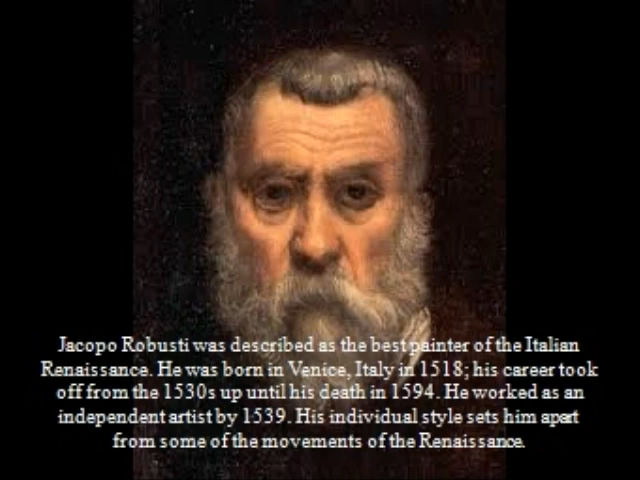 Jacopo Robusti was described as the best painter of the Italian
Renaissance. He was born in Venice, Italy in 1518; his career took
off from the 1530s up until his death in 1594. He worked as an
independent artist by 1539. His individual style sets him apart
from some of the movements of the Renaissance.